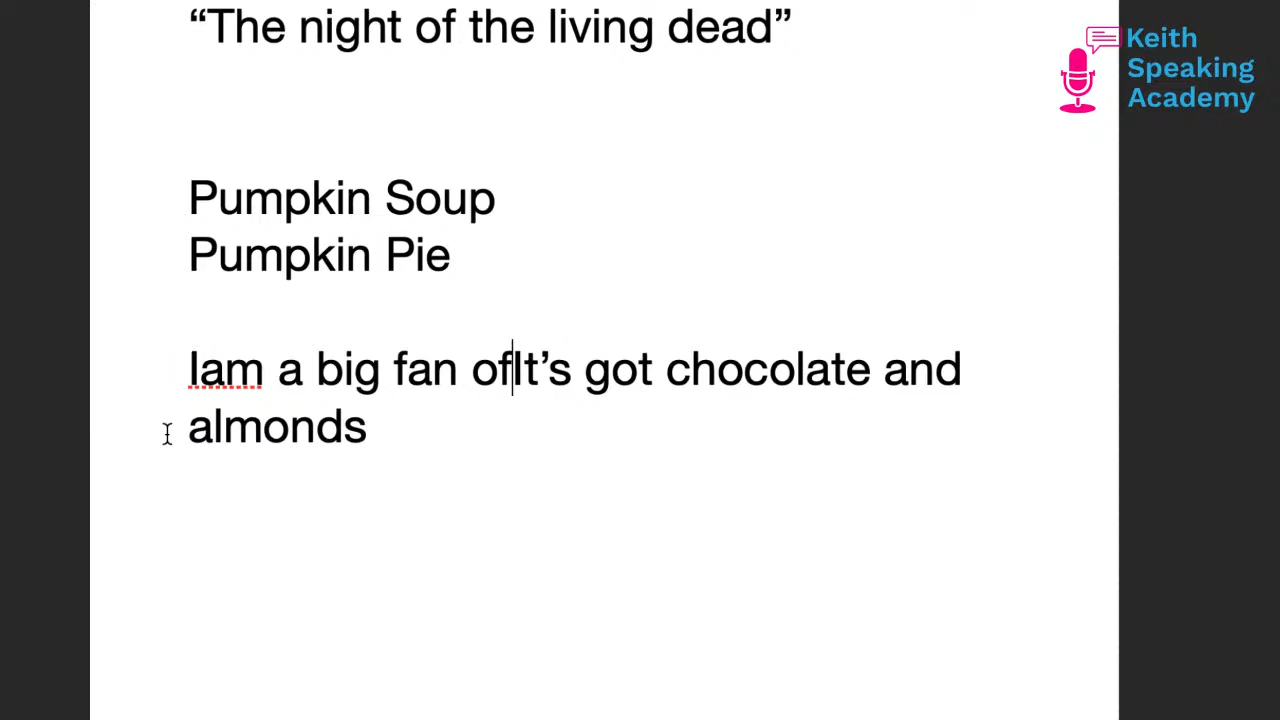 “The night of the living dead”
Keith
Speaking
Academy
Pumpkin Soup
Pumpkin Pie
Iam a big fan ofIt’s got chocolate and
almonds